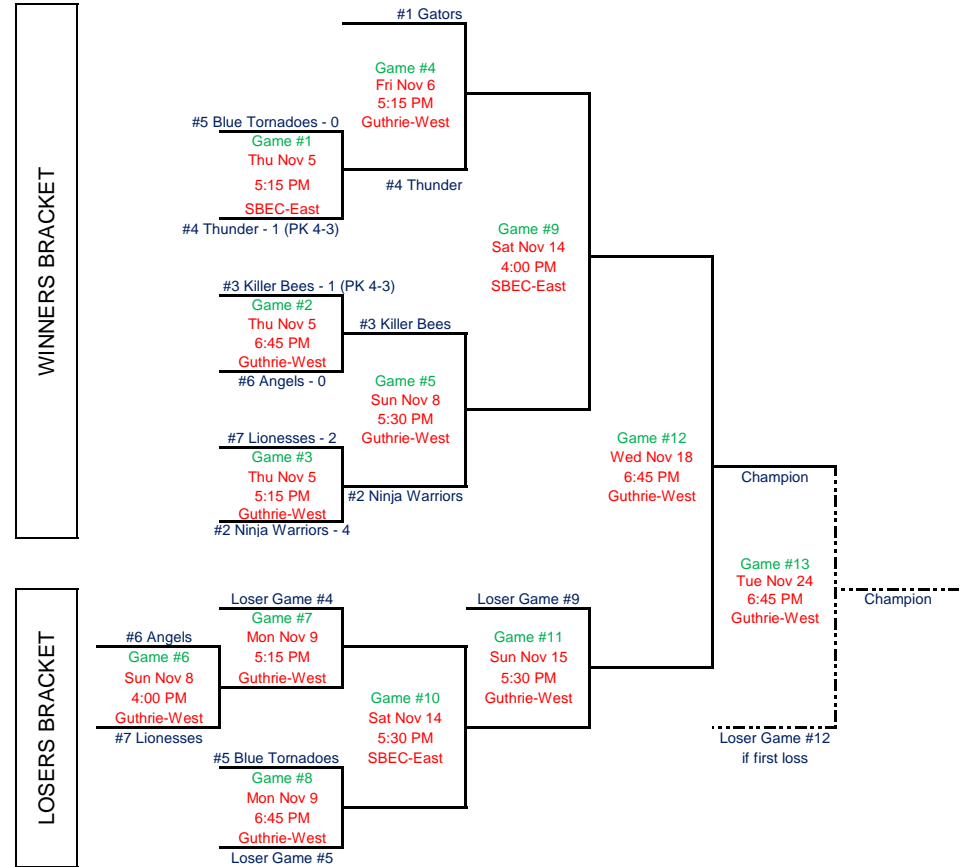 WINNERS BRACKET
#1 Gators
Game #4
Fri Nov 6
5:15 PM
Guthrie-West
#5 Blue Tornadoes - 0
Game #1
Thu Nov 5
5:15 PM
SBEC-East
#4 Thunder - 1 (PK 4-3)
#4 Thunder
Game #9
Sat Nov 14
4:00 PM
SBEC-East
#3 Killer Bees - 1 (PK 4-3)
Game #2
Thu Nov 5
6:45 PM
Guthrie-West
#6 Angels - 0
#3 Killer Bees
Game #5
Sun Nov 8
5:30 PM
Guthrie-West
#7 Lionesses - 2
Game #3
Thu Nov 5
5:15 PM
Guthrie-West
#2 Ninja Warriors - 4
#2 Ninja Warriors
Game #12
Wed Nov 18
6:45 PM
Guthrie-West
Champion
Game #13
Tue Nov 24
6:45 PM
Guthrie-West
Champion
LOSERS BRACKET
Loser Game #4
Game #7
Mon Nov 9
5:15 PM
Guthrie-West
#6 Angels
Game #6
Sun Nov 8
4:00 PM
Guthrie-West
#7 Lionesses
Loser Game #9
Game #11
Sun Nov 15
5:30 PM
Guthrie-West
Game #10
Sat Nov 14
5:30 PM
SBEC-East
#5 Blue Tornadoes
Game #8
Mon Nov 9
6:45 PM
Guthrie-West
Loser Game #5
Loser Game #12
if first loss